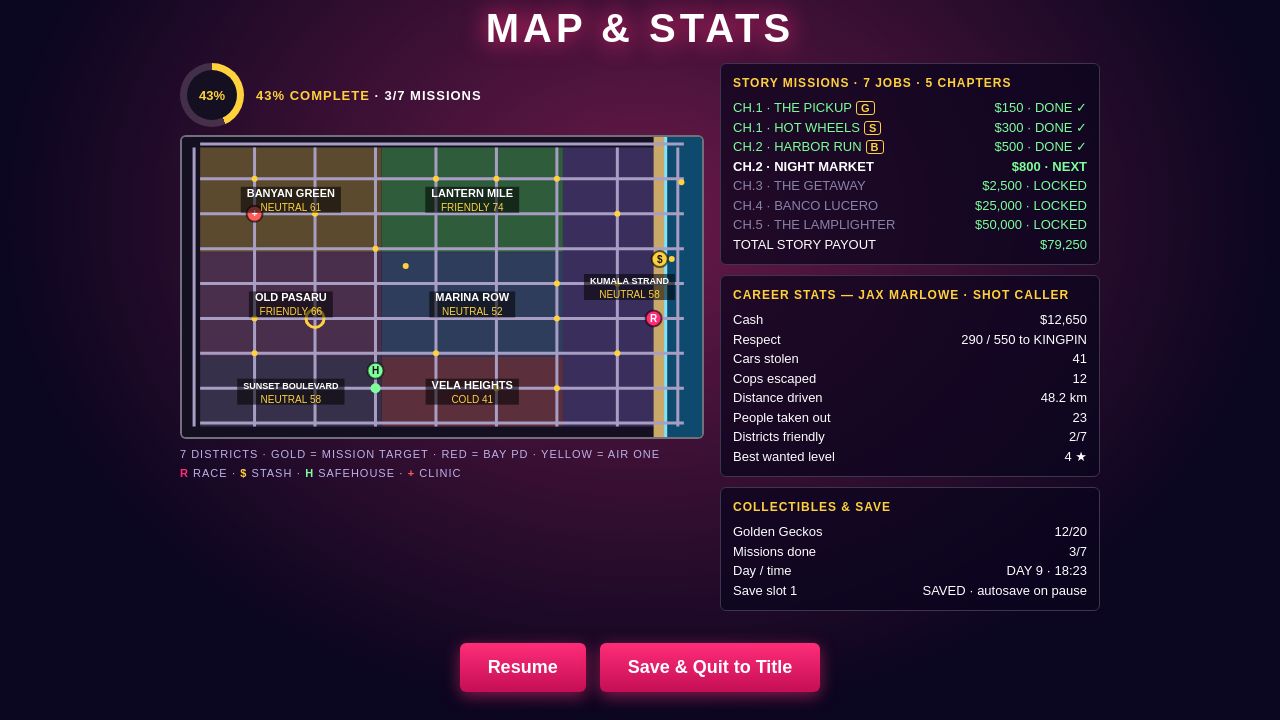 MAP & STATS
43%
43% COMPLETE · 3/7 MISSIONS
BANYAN GREEN
NEUTRAL 61
+
LANTERN MILE
FRIENDLY 74
$
KUMALA STRAND
NEUTRAL 58
OLD PASARU
FRIENDLY 66
MARINA ROW
NEUTRAL 52
R
H
SUNSET BOULEVARD
NEUTRAL 58
VELA HEIGHTS
COLD 41
7 DISTRICTS · GOLD = MISSION TARGET · RED = BAY PD · YELLOW = AIR ONE
R RACE · $ STASH · H SAFEHOUSE · + CLINIC
STORY MISSIONS · 7 JOBS · 5 CHAPTERS
CH.1 · THE PICKUP G $150 · DONE ✓
CH.1 · HOT WHEELS S $300 · DONE ✓
CH.2 · HARBOR RUN B $500 · DONE ✓
CH.2 · NIGHT MARKET $800 · NEXT
CH.3 · THE GETAWAY $2,500 · LOCKED
CH.4 · BANCO LUCERO $25,000 · LOCKED
CH.5 · THE LAMPLIGHTER $50,000 · LOCKED
TOTAL STORY PAYOUT $79,250
CAREER STATS — JAX MARLOWE · SHOT CALLER
Cash $12,650
Respect 290 / 550 to KINGPIN
Cars stolen 41
Cops escaped 12
Distance driven 48.2 km
People taken out 23
Districts friendly 2/7
Best wanted level 4 ★
COLLECTIBLES & SAVE
Golden Geckos 12/20
Missions done 3/7
Day / time DAY 9 · 18:23
Save slot 1 SAVED · autosave on pause
Resume
Save & Quit to Title